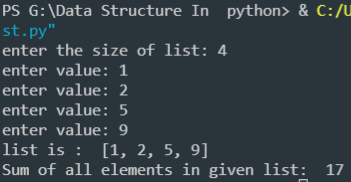 PS G:\Data Structure In  python> & C:/U
st.py"
enter the size of list: 4
enter value: 1
enter value: 2
enter value: 5
enter value: 9
list is :  [1, 2, 5, 9]
Sum of all elements in given list:  17